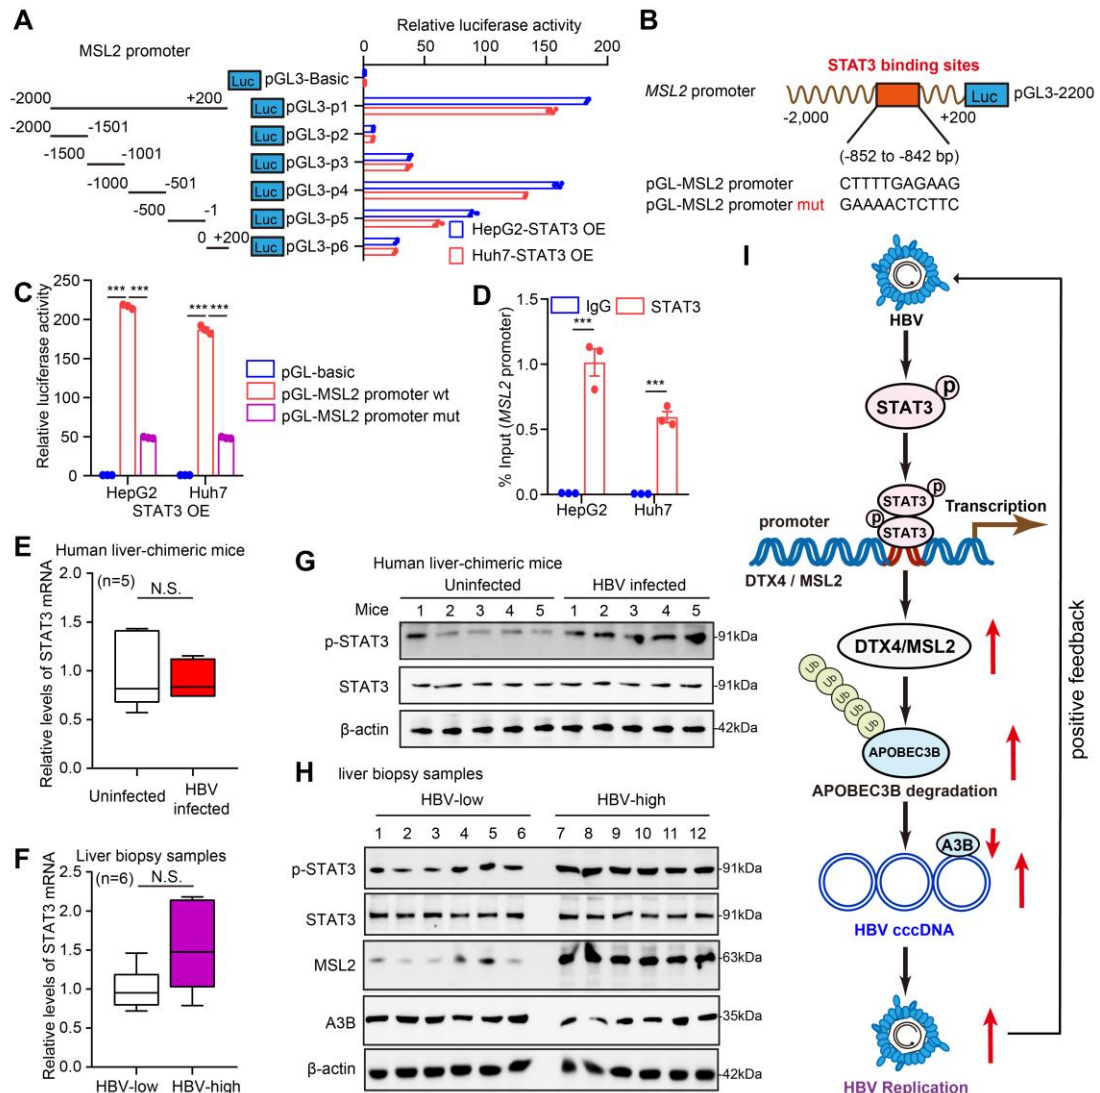 A
Relative luciferase activity
MSL2 promoter
0 50 100 150 200
Luc pGL3-Basic
-2000 +200 Luc pGL3-p1
-2000 -1501 Luc pGL3-p2
-1500 -1001 Luc pGL3-p3
-1000 -501 Luc pGL3-p4
-500 -1 Luc pGL3-p5
0 +200 Luc pGL3-p6
HepG2-STAT3 OE
Huh7-STAT3 OE
B
STAT3 binding sites
MSL2 promoter
Luc pGL3-2200
-2,000 +200
(-852 to -842 bp)
pGL-MSL2 promoter CTTTTGAGAAG
pGL-MSL2 promoter mut GAAAACTCTTC
C
Relative luciferase activity
250
200
150
100
50
0
*** *** *** ***
HepG2 Huh7
STAT3 OE
pGL-basic
pGL-MSL2 promoter wt
pGL-MSL2 promoter mut
D
% Input (MSL2 promoter)
1.5
1.0
0.5
0.0
IgG STAT3
***
***
HepG2 Huh7
E
Human liver-chimeric mice
Relative levels of STAT3 mRNA
2.0
1.5
1.0
0.5
0.0
(n=5) N.S.
Uninfected HBV
infected
F
Liver biopsy samples
Relative levels of STAT3 mRNA
2.5
2.0
1.5
1.0
0.5
0.0
(n=6) N.S.
HBV-low HBV-high
G
Human liver-chimeric mice
Uninfected HBV infected
Mice 1 2 3 4 5 1 2 3 4 5
p-STAT3 -91kDa
STAT3 -91kDa
β-actin -42kDa
H
liver biopsy samples
HBV-low HBV-high
1 2 3 4 5 6 7 8 9 10 11 12
p-STAT3 -91kDa
STAT3 -91kDa
MSL2 -63kDa
A3B -35kDa
β-actin -42kDa
I
HBV
STAT3 p
STAT3 p
p STAT3
Transcription
promoter
DTX4 / MSL2
DTX4/MSL2
Ub
Ub
Ub
Ub
Ub
APOBEC3B
APOBEC3B degradation
A3B
HBV cccDNA
HBV Replication
positive feedback